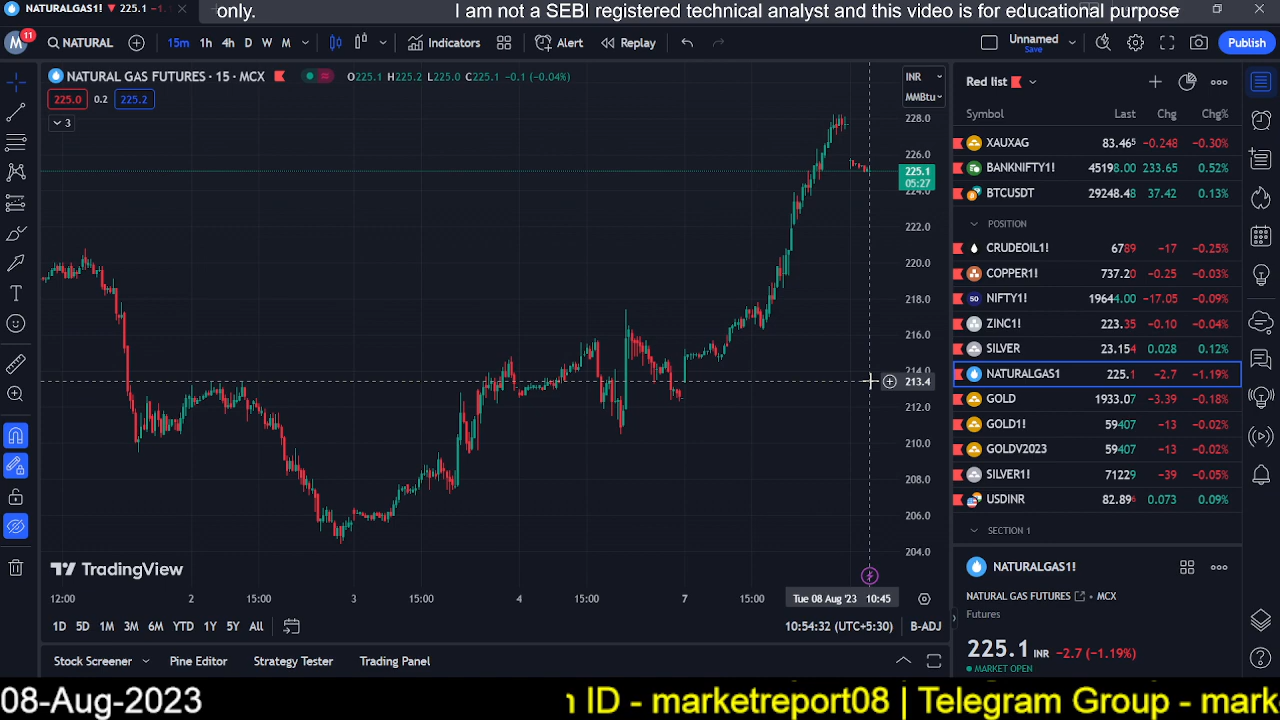 NATURALGAS1! ▼ 225.1 −1.
only.
I am not a SEBI registered technical analyst and this video is for educational purpose
M 11
NATURAL
15m 1h 4h D W M
Indicators
Alert
Replay
Unnamed
Save
Publish
NATURAL GAS FUTURES · 15 · MCX
O225.1 H225.2 L225.0 C225.1 −0.1 (−0.04%)
225.0 0.2 225.2
3
INR
MMBtu
228.0
226.0
225.1
05:27
224.0
222.0
220.0
218.0
216.0
214.0
213.4
212.0
210.0
208.0
206.0
204.0
TradingView
12:00 2 15:00 3 15:00 4 15:00 7 15:00 Tue 08 Aug '23 10:45
1D 5D 1M 3M 6M YTD 1Y 5Y All
10:54:32 (UTC+5:30) B-ADJ
Stock Screener Pine Editor Strategy Tester Trading Panel
Red list
Symbol Last Chg Chg%
XAUXAG 83.465 −0.248 −0.30%
BANKNIFTY1! 45198.00 233.65 0.52%
BTCUSDT 29248.48 37.42 0.13%
POSITION
CRUDEOIL1! 6789 −17 −0.25%
COPPER1! 737.20 −0.25 −0.03%
NIFTY1! 19644.00 −17.05 −0.09%
ZINC1! 223.35 −0.10 −0.04%
SILVER 23.154 0.028 0.12%
NATURALGAS1 225.1 −2.7 −1.19%
GOLD 1933.07 −3.39 −0.18%
GOLD1! 59407 −13 −0.02%
GOLDV2023 59407 −13 −0.02%
SILVER1! 71229 −39 −0.05%
USDINR 82.896 0.073 0.09%
SECTION 1
NATURALGAS1!
NATURAL GAS FUTURES • MCX
Futures
225.1 INR −2.7 (−1.19%)
MARKET OPEN
08-Aug-2023
n ID - marketreport08 | Telegram Group - mark